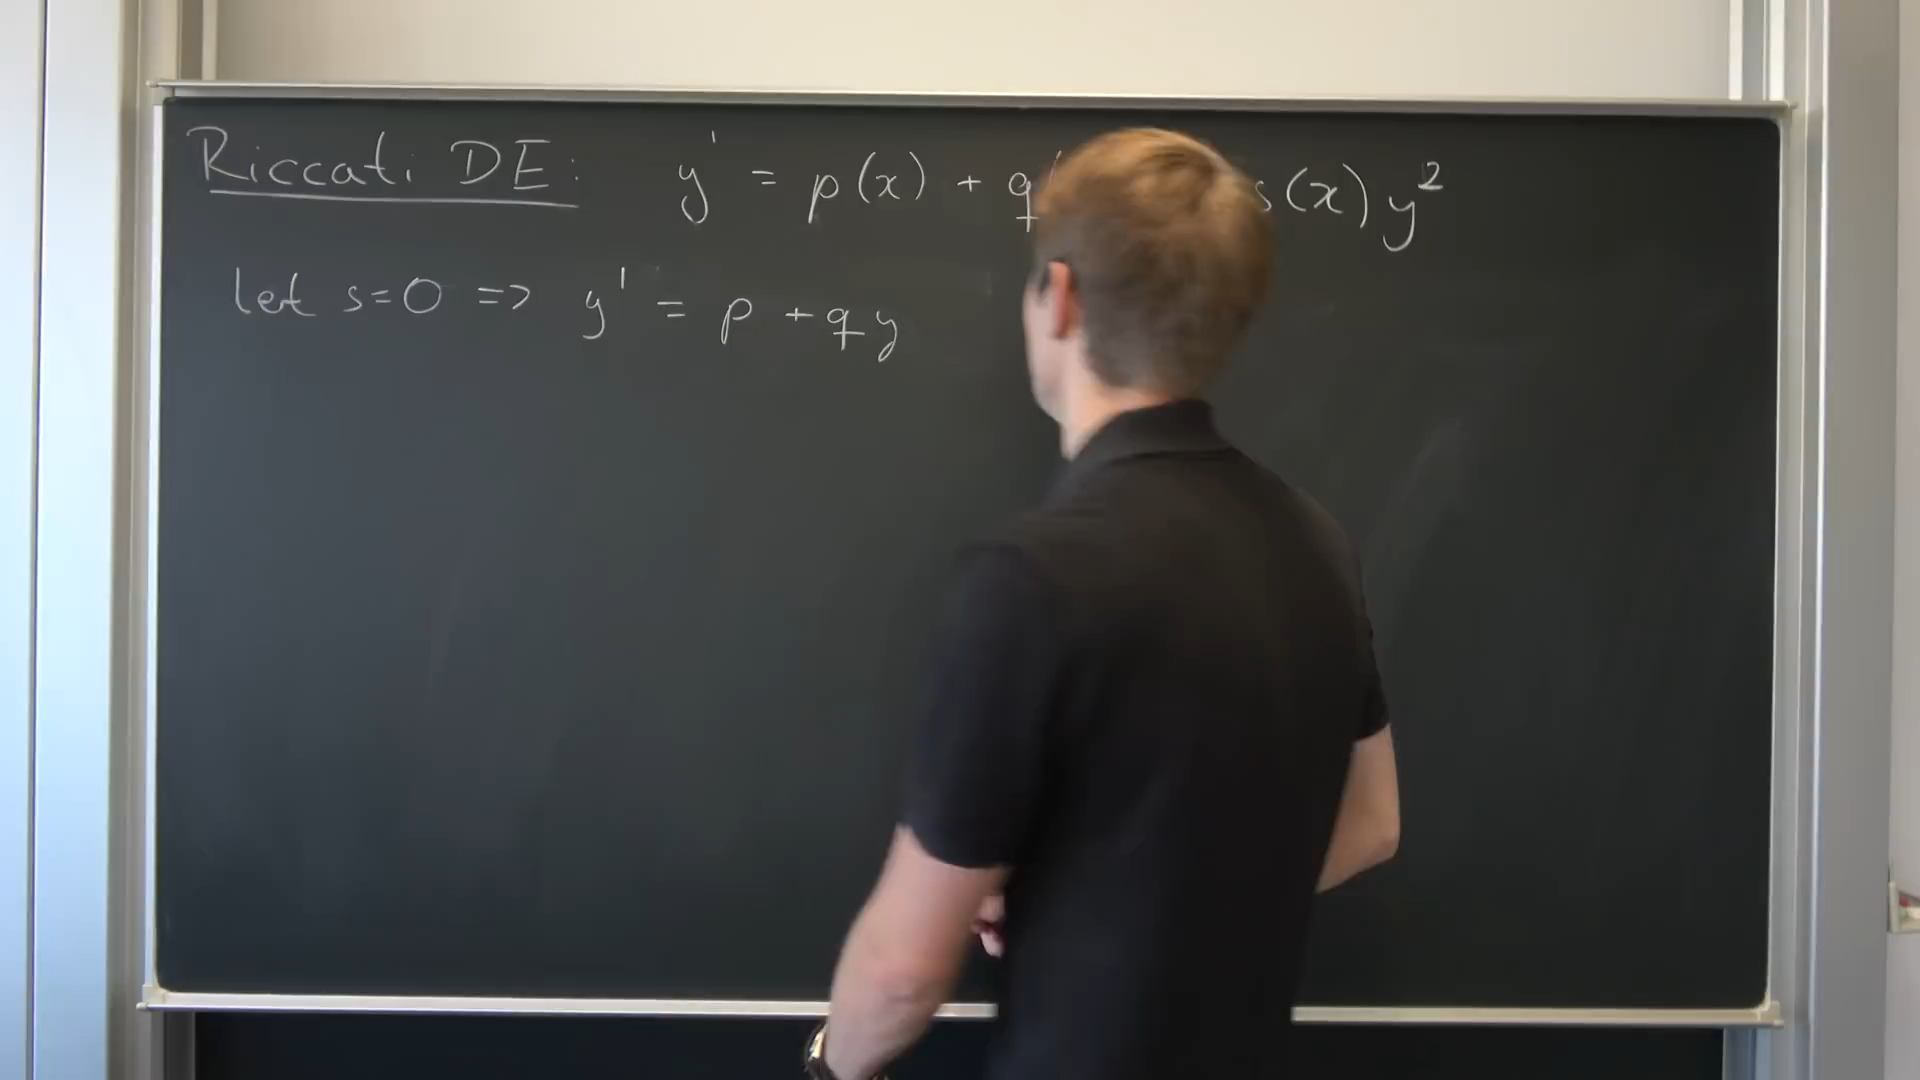 Riccati DE: y' = p(x) + q s(x) y²
let s=0 => y' = p + q y